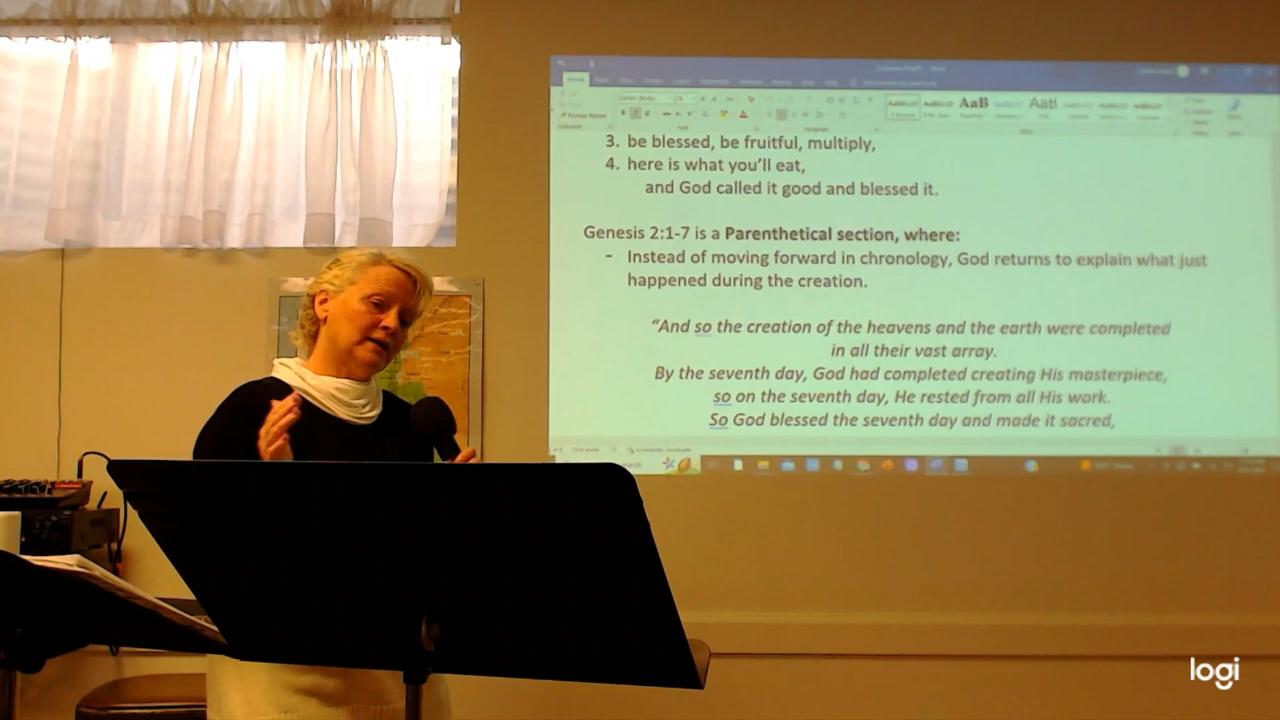 3. be blessed, be fruitful, multiply,
4. here is what you'll eat,
and God called it good and blessed it.
Genesis 2:1-7 is a Parenthetical section, where:
- Instead of moving forward in chronology, God returns to explain what just
happened during the creation.
"And so the creation of the heavens and the earth were completed
in all their vast array.
By the seventh day, God had completed creating His masterpiece,
so on the seventh day, He rested from all His work.
So God blessed the seventh day and made it sacred,
logi